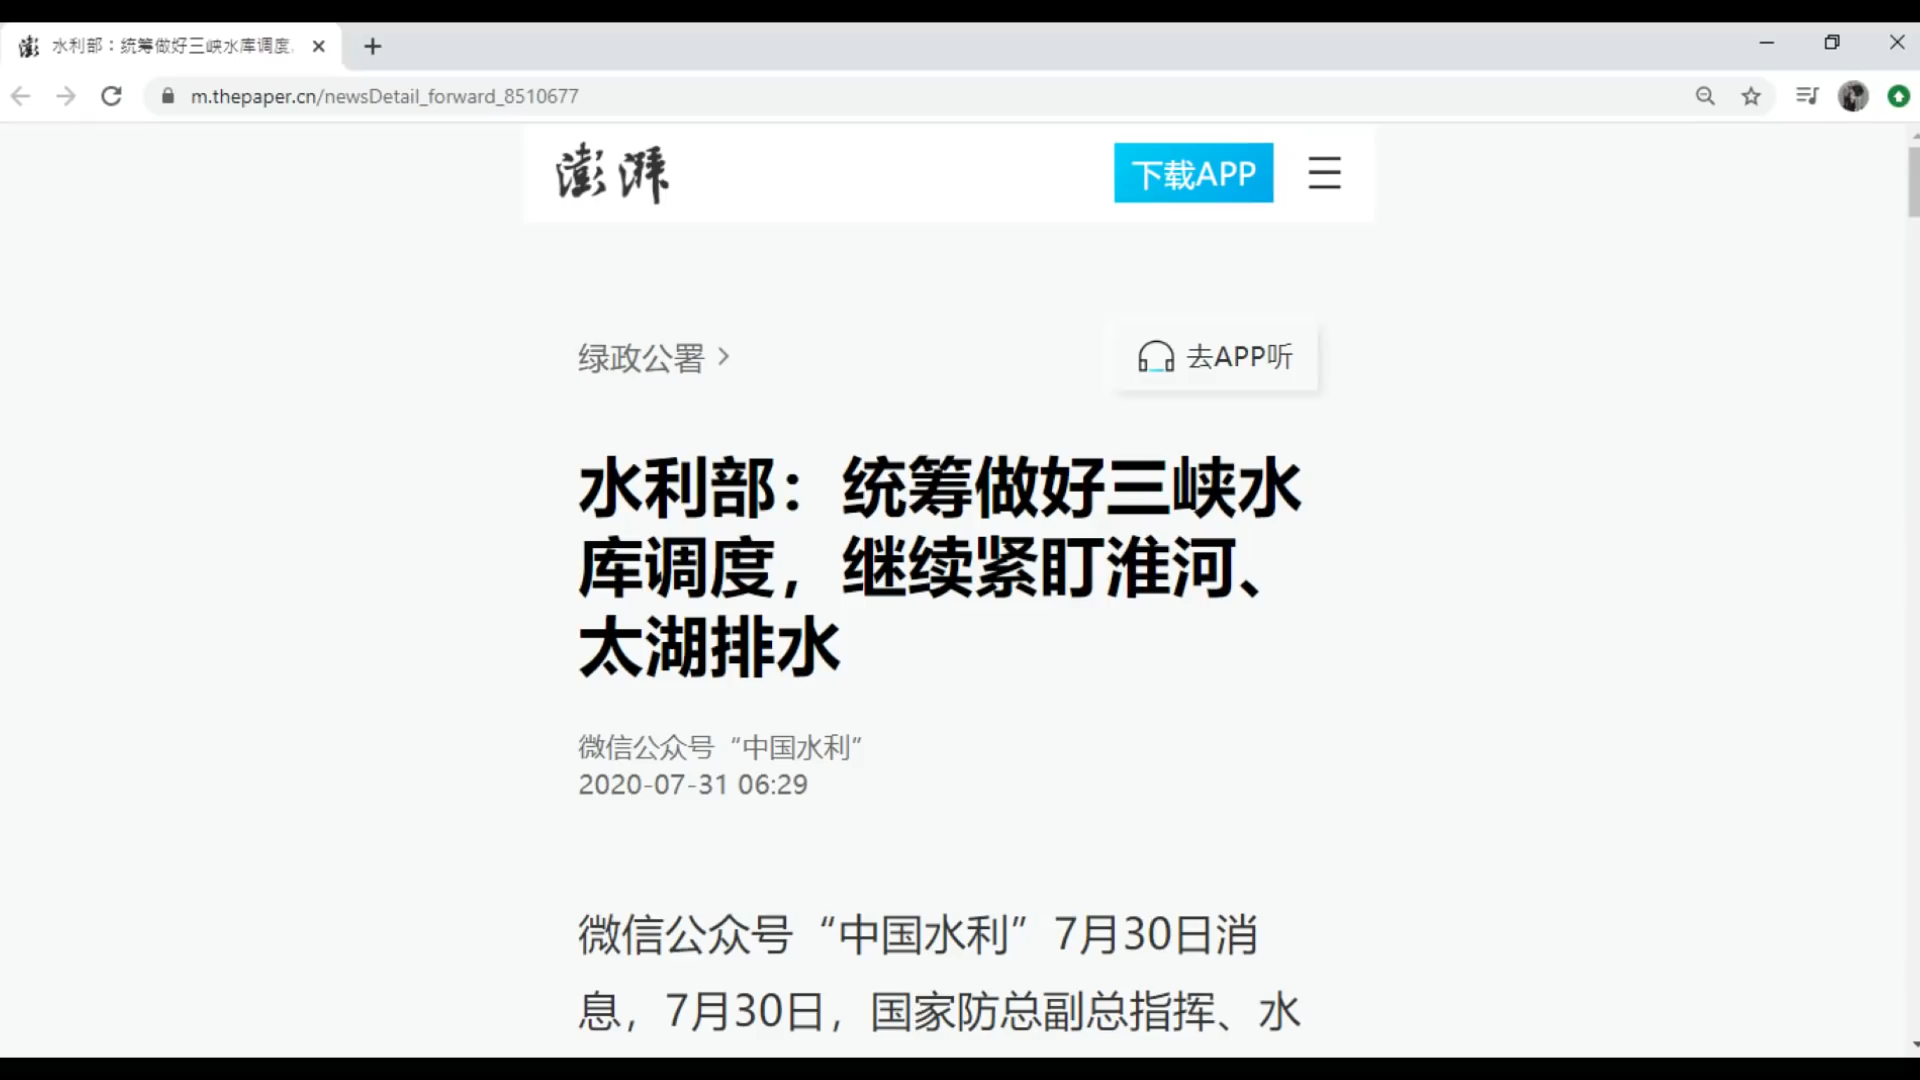 水利部：统筹做好三峡水库调度
m.thepaper.cn/newsDetail_forward_8510677
澎湃
下载APP
绿政公署
去APP听
水利部：统筹做好三峡水
库调度，继续紧盯淮河、
太湖排水
微信公众号“中国水利”
2020-07-31 06:29
微信公众号“中国水利”7月30日消
息，7月30日，国家防总副总指挥、水